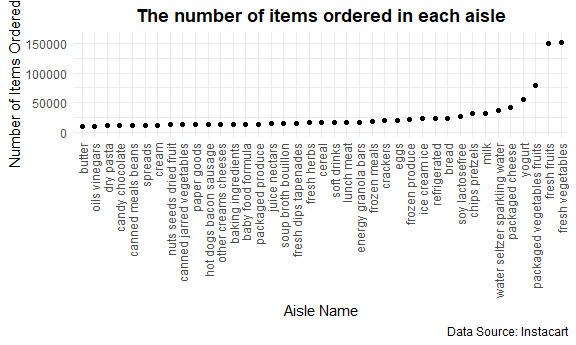 The number of items ordered in each aisle
Number of Items Ordered
150000
100000
50000
0
butter
oils vinegars
dry pasta
candy chocolate
canned meals beans
spreads
cream
nuts seeds dried fruit
canned jarred vegetables
paper goods
hot dogs bacon sausage
other creams cheeses
baking ingredients
baby food formula
packaged produce
juice nectars
soup broth bouillon
fresh dips tapenades
fresh herbs
cereal
soft drinks
lunch meat
energy granola bars
frozen meals
crackers
eggs
frozen produce
ice cream ice
refrigerated
bread
soy lactosefree
chips pretzels
milk
water seltzer sparkling water
packaged cheese
yogurt
packaged vegetables fruits
fresh fruits
fresh vegetables
Aisle Name
Data Source: Instacart